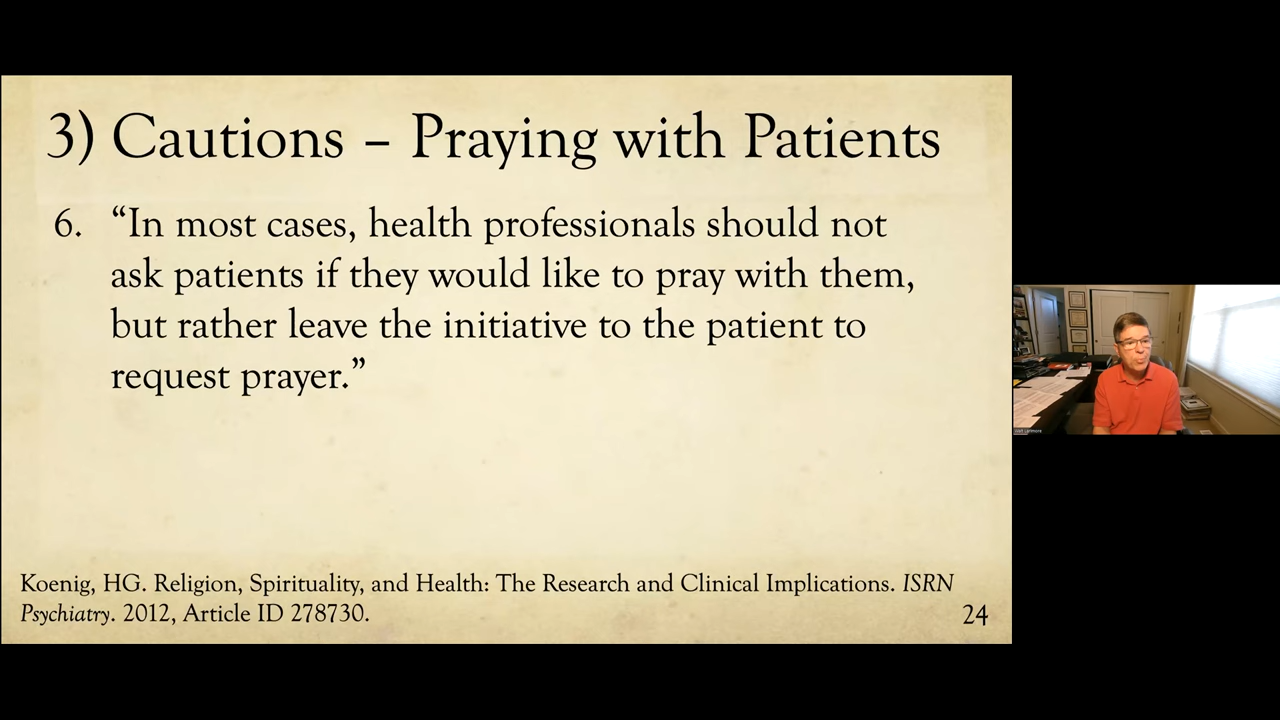 3) Cautions – Praying with Patients
6. “In most cases, health professionals should not
ask patients if they would like to pray with them,
but rather leave the initiative to the patient to
request prayer.”
Koenig, HG. Religion, Spirituality, and Health: The Research and Clinical Implications. ISRN
Psychiatry. 2012, Article ID 278730.
24